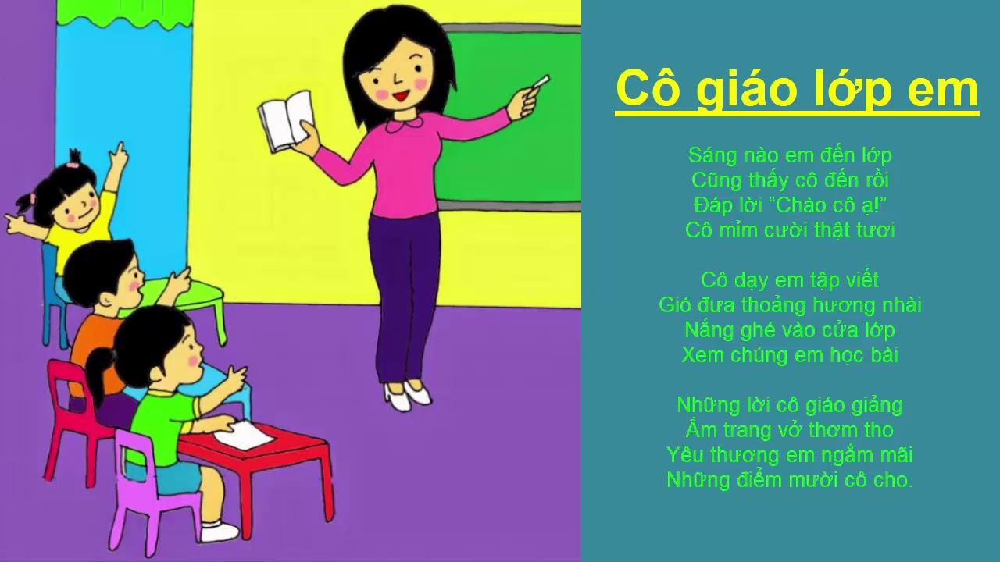 Cô giáo lớp em
Sáng nào em đến lớp
Cũng thấy cô đến rồi
Đáp lời “Chào cô ạ!”
Cô mỉm cười thật tươi
Cô dạy em tập viết
Gió đưa thoảng hương nhài
Nắng ghé vào cửa lớp
Xem chúng em học bài
Những lời cô giáo giảng
Ấm trang vở thơm tho
Yêu thương em ngắm mãi
Những điểm mười cô cho.